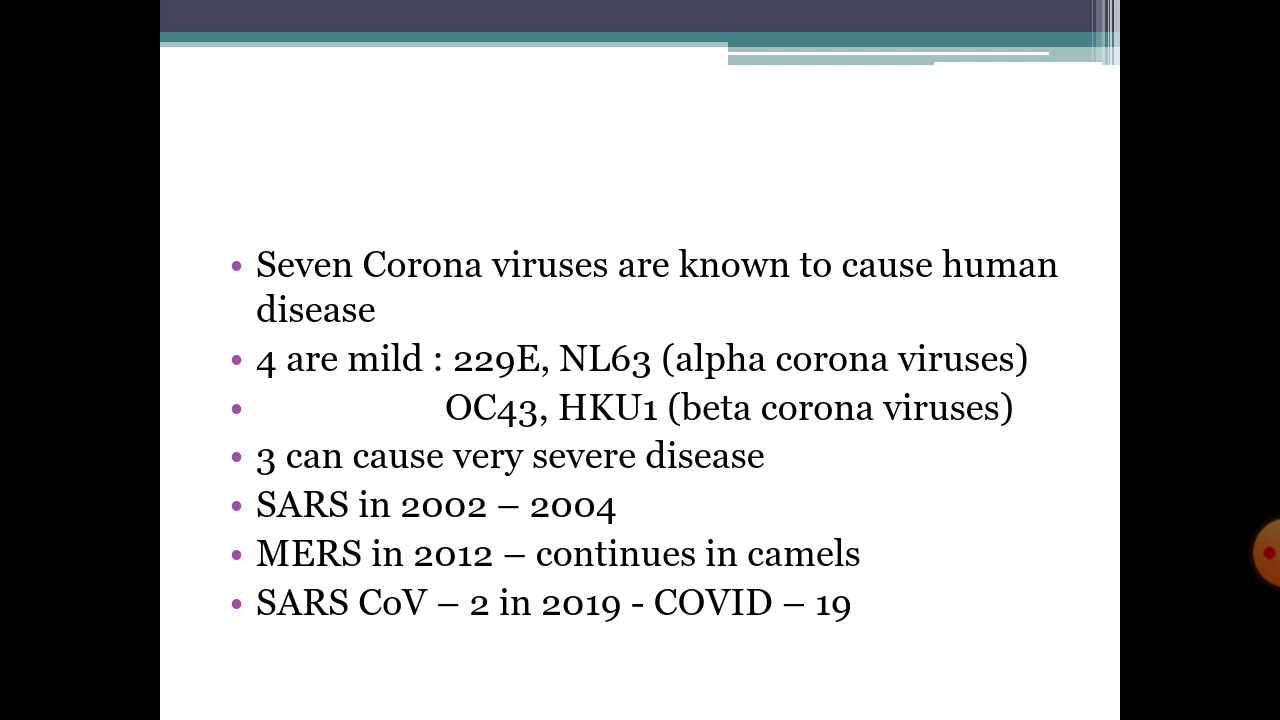 • Seven Corona viruses are known to cause human
disease
• 4 are mild : 229E, NL63 (alpha corona viruses)
• OC43, HKU1 (beta corona viruses)
• 3 can cause very severe disease
• SARS in 2002 – 2004
• MERS in 2012 – continues in camels
• SARS CoV – 2 in 2019 - COVID – 19